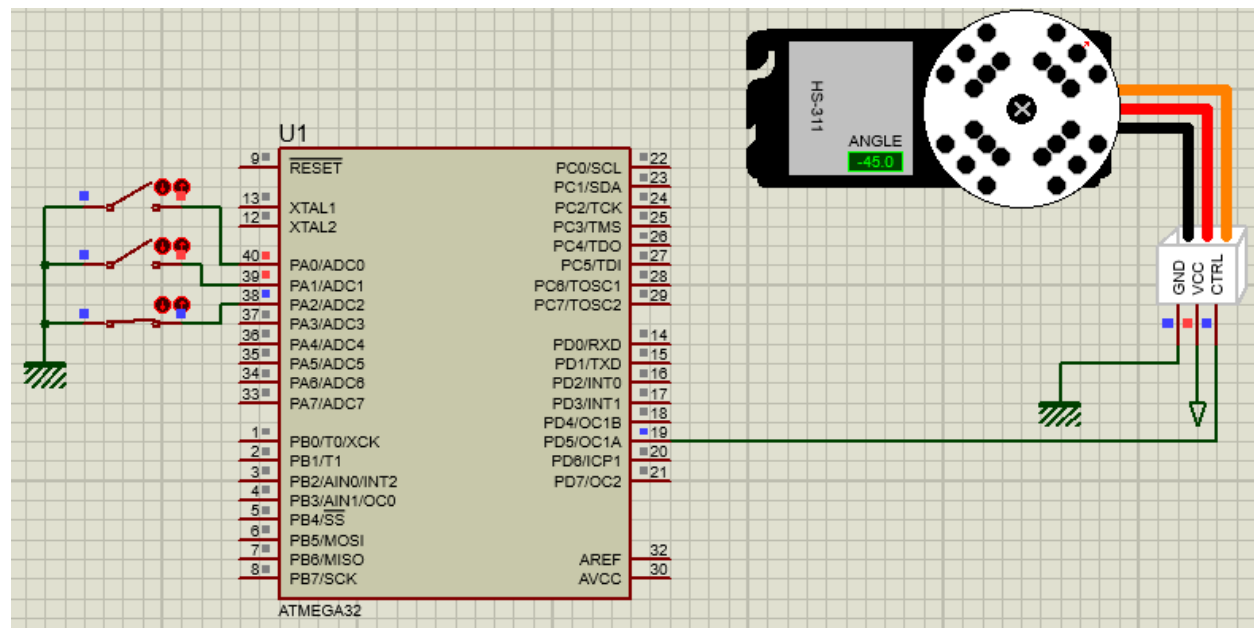 HS-311
ANGLE
-45.0
GND
VCC
CTRL
U1
9
RESET
13
XTAL1
12
XTAL2
40
PA0/ADC0
39
PA1/ADC1
38
PA2/ADC2
37
PA3/ADC3
36
PA4/ADC4
35
PA5/ADC5
34
PA6/ADC6
33
PA7/ADC7
1
PB0/T0/XCK
2
PB1/T1
3
PB2/AIN0/INT2
4
PB3/AIN1/OC0
5
PB4/SS
6
PB5/MOSI
7
PB6/MISO
8
PB7/SCK
PC0/SCL
22
PC1/SDA
23
PC2/TCK
24
PC3/TMS
25
PC4/TDO
26
PC5/TDI
27
PC6/TOSC1
28
PC7/TOSC2
29
PD0/RXD
14
PD1/TXD
15
PD2/INT0
16
PD3/INT1
17
PD4/OC1B
18
PD5/OC1A
19
PD6/ICP1
20
PD7/OC2
21
AREF
32
AVCC
30
ATMEGA32